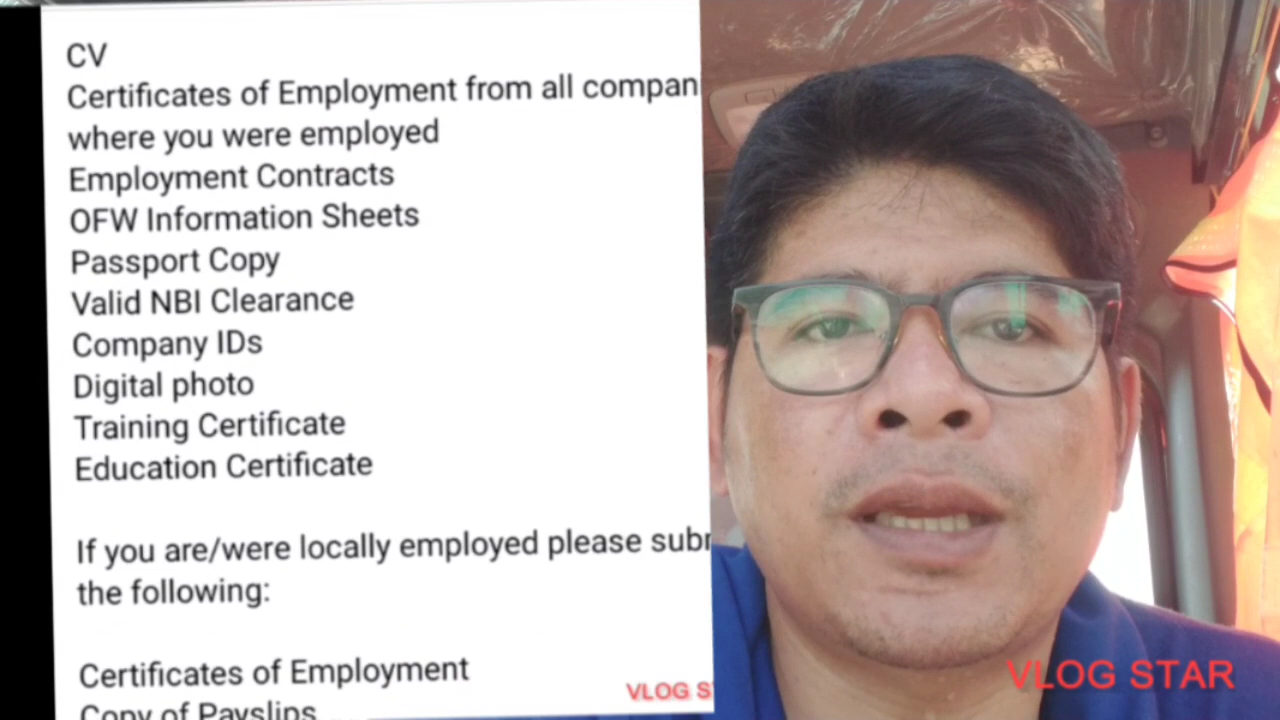 CV
Certificates of Employment from all compan
where you were employed
Employment Contracts
OFW Information Sheets
Passport Copy
Valid NBI Clearance
Company IDs
Digital photo
Training Certificate
Education Certificate
If you are/were locally employed please
the following:
Certificates of Employment
Copy of Payslips
VLOG S
VLOG STAR